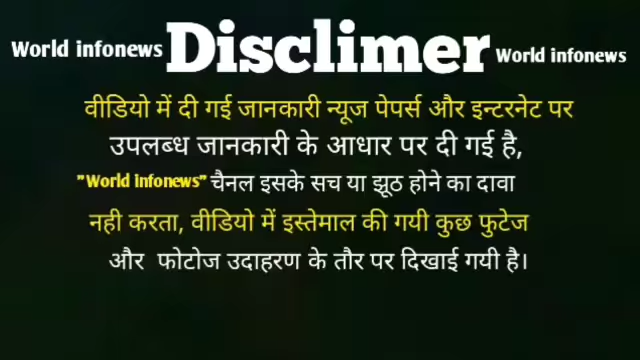 World infonews Disclimer World infonews
वीडियो में दी गई जानकारी न्यूज पेपर्स और इन्टरनेट पर
उपलब्ध जानकारी के आधार पर दी गई है,
"World infonews" चैनल इसके सच या झूठ होने का दावा
नही करता, वीडियो में इस्तेमाल की गयी कुछ फुटेज
और फोटोज उदाहरण के तौर पर दिखाई गयी है।